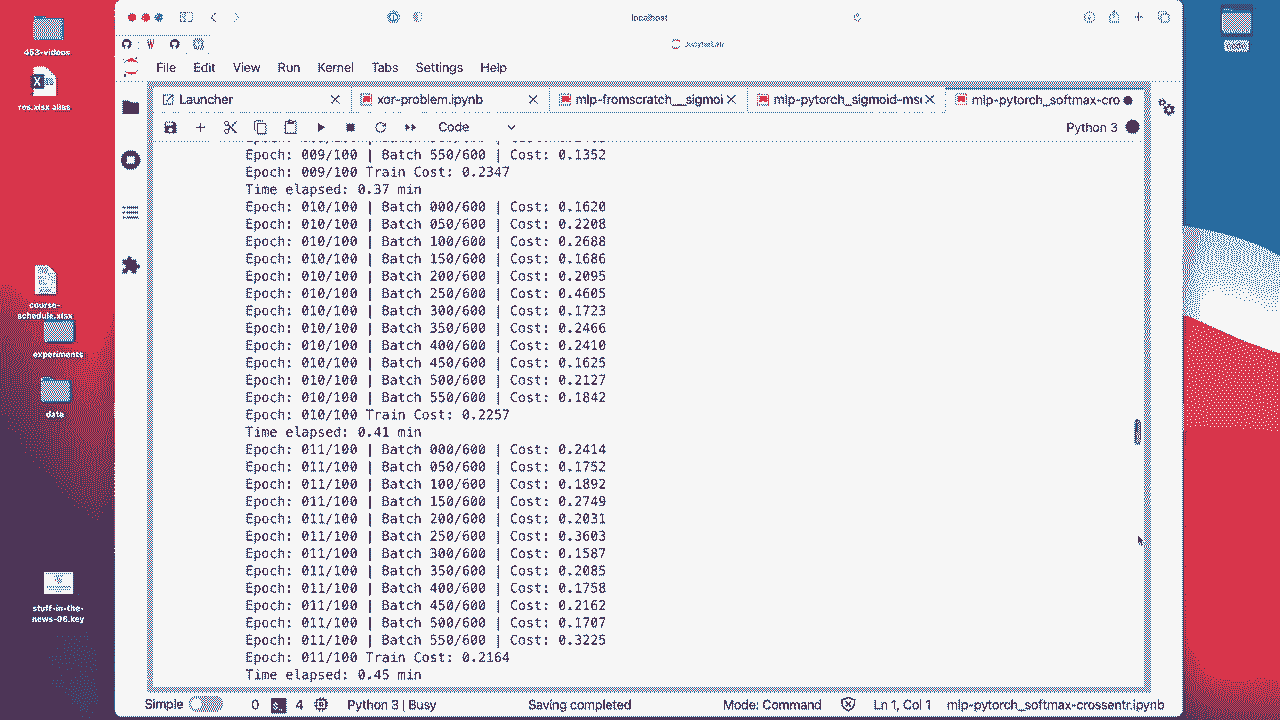 localhost
JupyterLab
File Edit View Run Kernel Tabs Settings Help
Launcher
xor-problem.ipynb
mlp-fromscratch__sigmoi
mlp-pytorch_sigmoid-mse
mlp-pytorch_softmax-cro
Code
Python 3
Epoch: 009/100 | Batch 550/600 | Cost: 0.1352
Epoch: 009/100 Train Cost: 0.2347
Time elapsed: 0.37 min
Epoch: 010/100 | Batch 000/600 | Cost: 0.1620
Epoch: 010/100 | Batch 050/600 | Cost: 0.2208
Epoch: 010/100 | Batch 100/600 | Cost: 0.2688
Epoch: 010/100 | Batch 150/600 | Cost: 0.1686
Epoch: 010/100 | Batch 200/600 | Cost: 0.2095
Epoch: 010/100 | Batch 250/600 | Cost: 0.4605
Epoch: 010/100 | Batch 300/600 | Cost: 0.1723
Epoch: 010/100 | Batch 350/600 | Cost: 0.2466
Epoch: 010/100 | Batch 400/600 | Cost: 0.2410
Epoch: 010/100 | Batch 450/600 | Cost: 0.1625
Epoch: 010/100 | Batch 500/600 | Cost: 0.2127
Epoch: 010/100 | Batch 550/600 | Cost: 0.1842
Epoch: 010/100 Train Cost: 0.2257
Time elapsed: 0.41 min
Epoch: 011/100 | Batch 000/600 | Cost: 0.2414
Epoch: 011/100 | Batch 050/600 | Cost: 0.1752
Epoch: 011/100 | Batch 100/600 | Cost: 0.1892
Epoch: 011/100 | Batch 150/600 | Cost: 0.2749
Epoch: 011/100 | Batch 200/600 | Cost: 0.2031
Epoch: 011/100 | Batch 250/600 | Cost: 0.3603
Epoch: 011/100 | Batch 300/600 | Cost: 0.1587
Epoch: 011/100 | Batch 350/600 | Cost: 0.2085
Epoch: 011/100 | Batch 400/600 | Cost: 0.1758
Epoch: 011/100 | Batch 450/600 | Cost: 0.2162
Epoch: 011/100 | Batch 500/600 | Cost: 0.1707
Epoch: 011/100 | Batch 550/600 | Cost: 0.3225
Epoch: 011/100 Train Cost: 0.2164
Time elapsed: 0.45 min
Simple 0 4 Python 3 | Busy Saving completed Mode: Command Ln 1, Col 1 mlp-pytorch_softmax-crossentr.ipynb
453-videos
res.xlsx alias
course-
schedule.xlsx
experiments
data
stuff-in-the-
news-06.key